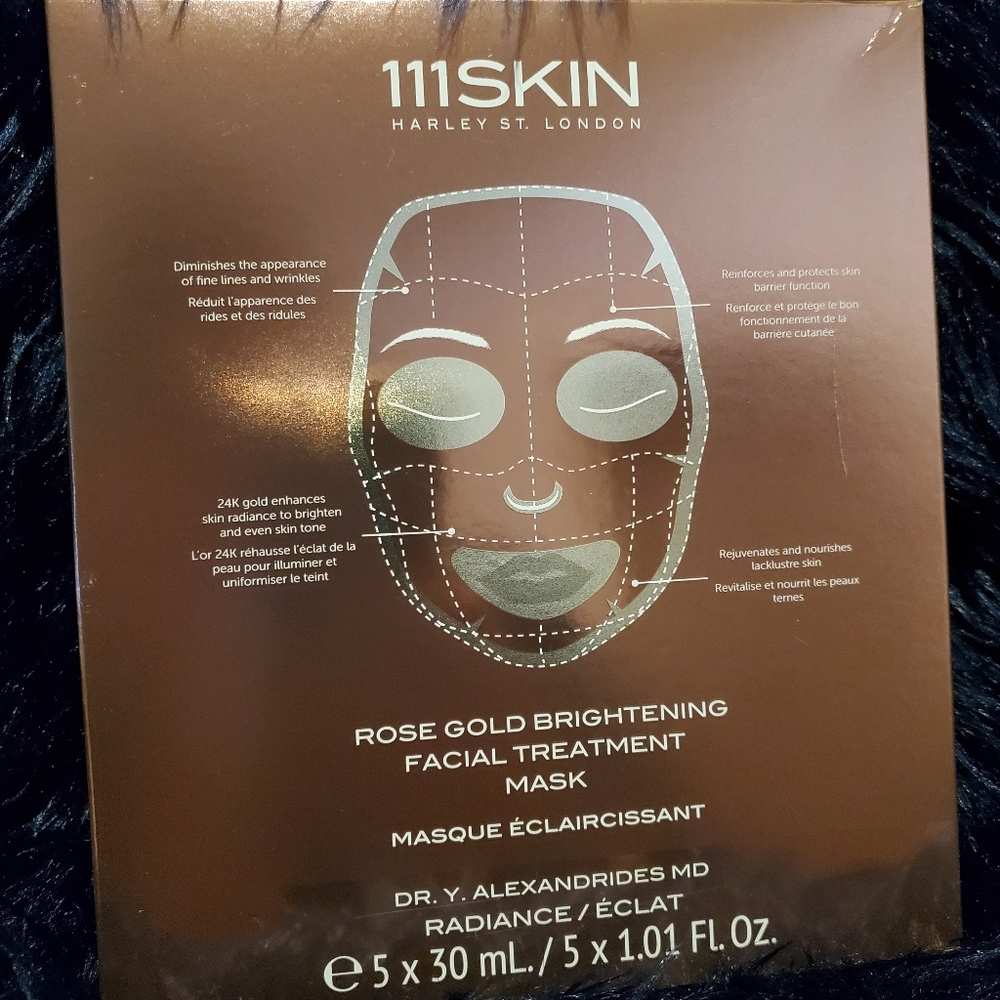 111SKIN
HARLEY ST. LONDON
Diminishes the appearance
of fine lines and wrinkles
Réduit l'apparence des
rides et des ridules
Reinforces and protects skin
barrier function
Renforce et protège le bon
fonctionnement de la
barrière cutanée
24K gold enhances
skin radiance to brighten
and even skin tone
L'or 24K réhausse l'éclat de la
peau pour illuminer et
uniformiser le teint
Rejuvenates and nourishes
lacklustre skin
Revitalise et nourrit les peaux
ternes
ROSE GOLD BRIGHTENING
FACIAL TREATMENT
MASK
MASQUE ÉCLAIRCISSANT
DR. Y. ALEXANDRIDES MD
RADIANCE / ÉCLAT
℮ 5 x 30 mL. / 5 x 1.01 Fl. Oz.